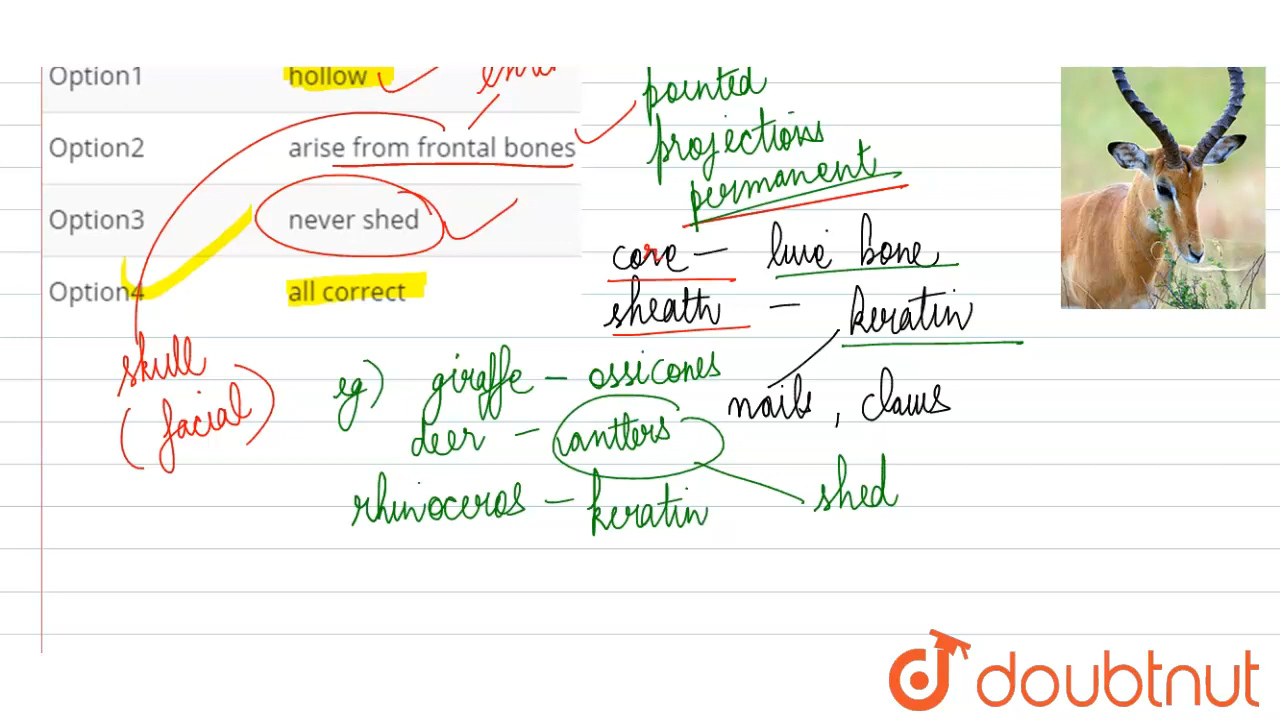 Option1 hollow
pointed
projections
permanent
Option2 arise from frontal bones
Option3 never shed
core - live bone
Option4 all correct
sheath - keratin
nails, claws
skull
(facial)
eg) giraffe - ossicones
deer - antlers
shed
rhinoceros - keratin
doubtnut